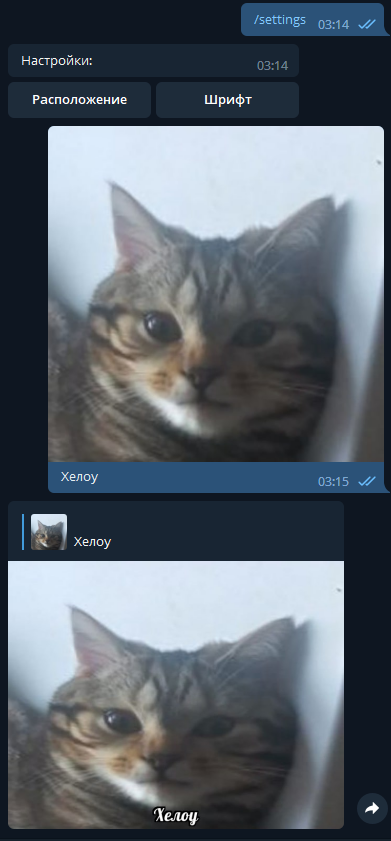 /settings
03:14
Настройки:
03:14
Расположение
Шрифт
Хелоу
03:15
Хелоу
Хелоу